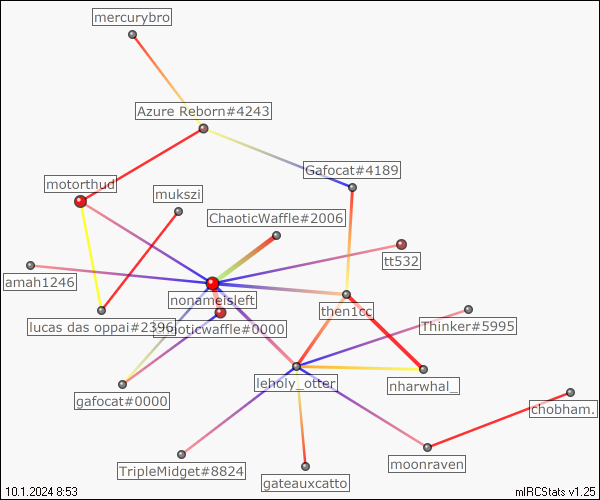 mercurybro
Azure Reborn#4243
Gafocat#4189
motorthud
mukszi
ChaoticWaffle#2006
tt532
amah1246
nonameisleft
then1cc
lucas das oppai#2396
Chaoticwaffle#0000
Thinker#5995
leholy_otter
nharwhal_
gafocat#0000
chobham.
TripleMidget#8824
moonraven
gateauxcatto
10.1.2024 8:53
mIRCStats v1.25